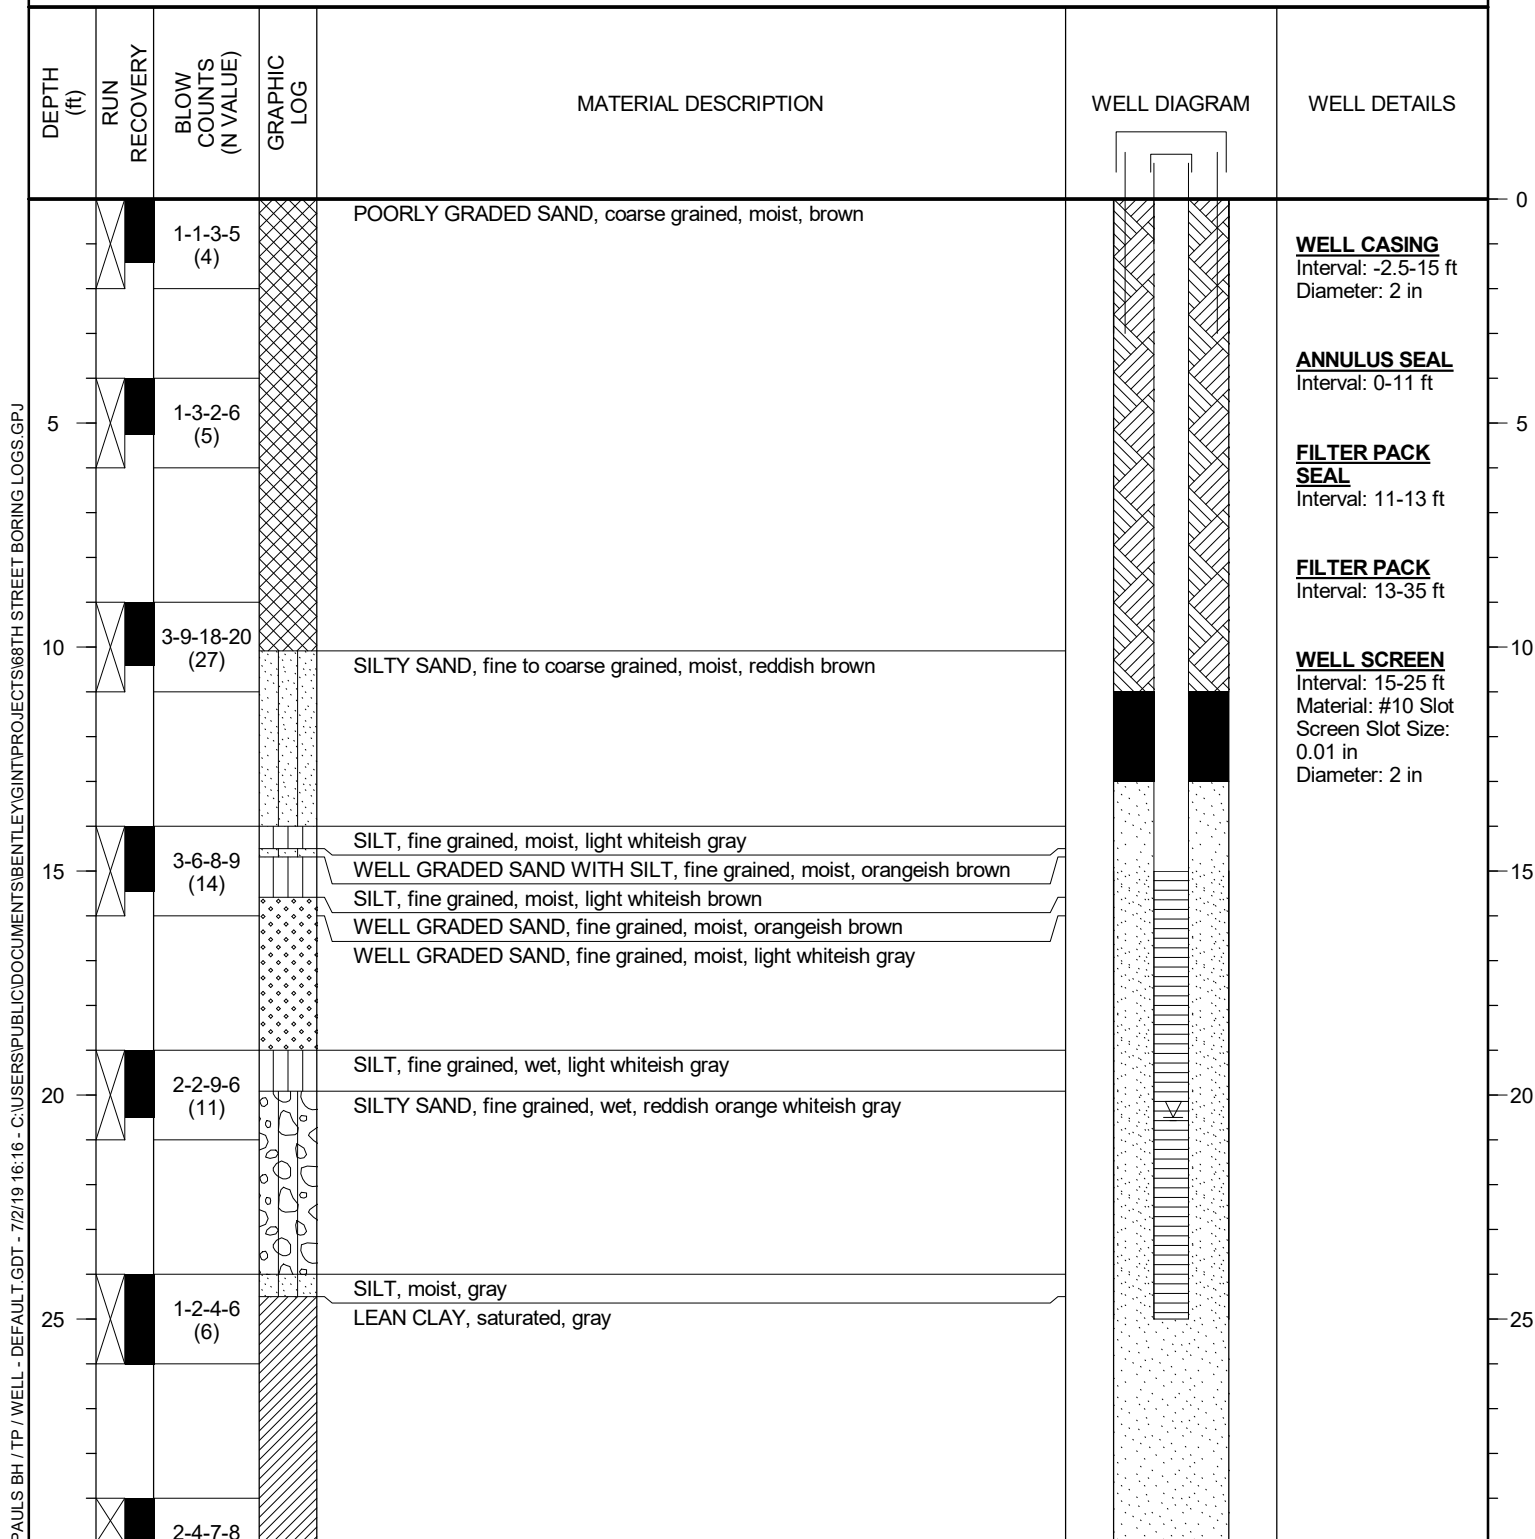 DEPTH
(ft)
RUN
RECOVERY
BLOW
COUNTS
(N VALUE)
GRAPHIC
LOG
MATERIAL DESCRIPTION
WELL DIAGRAM
WELL DETAILS
0
1-1-3-5
(4)
POORLY GRADED SAND, coarse grained, moist, brown
WELL CASING
Interval: -2.5-15 ft
Diameter: 2 in
ANNULUS SEAL
Interval: 0-11 ft
5
1-3-2-6
(5)
5
FILTER PACK
SEAL
Interval: 11-13 ft
FILTER PACK
Interval: 13-35 ft
10
3-9-18-20
(27)
SILTY SAND, fine to coarse grained, moist, reddish brown
10
WELL SCREEN
Interval: 15-25 ft
Material: #10 Slot
Screen Slot Size:
0.01 in
Diameter: 2 in
15
3-6-8-9
(14)
SILT, fine grained, moist, light whiteish gray
WELL GRADED SAND WITH SILT, fine grained, moist, orangeish brown
SILT, fine grained, moist, light whiteish brown
WELL GRADED SAND, fine grained, moist, orangeish brown
WELL GRADED SAND, fine grained, moist, light whiteish gray
15
20
2-2-9-6
(11)
SILT, fine grained, wet, light whiteish gray
SILTY SAND, fine grained, wet, reddish orange whiteish gray
20
25
1-2-4-6
(6)
SILT, moist, gray
LEAN CLAY, saturated, gray
25
2-4-7-8
PAULS BH / TP / WELL - DEFAULT.GDT - 7/2/19 16:16 - C:\USERS\PUBLIC\DOCUMENTS\BENTLEY\GINT\PROJECTS\68TH STREET BORING LOGS.GPJ